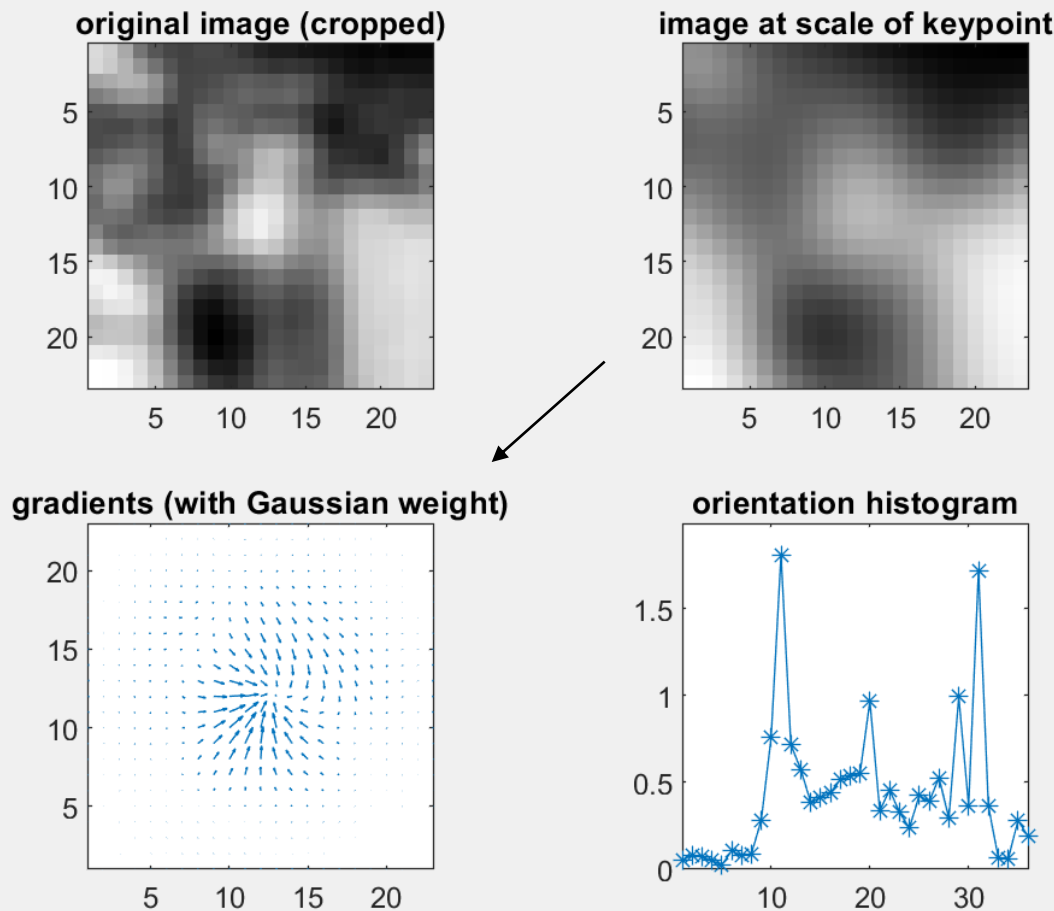 original image (cropped)
5
10
15
20
5 10 15 20
image at scale of keypoint
5
10
15
20
5 10 15 20
gradients (with Gaussian weight)
20
15
10
5
5 10 15 20
orientation histogram
1.5
1
0.5
0
10 20 30